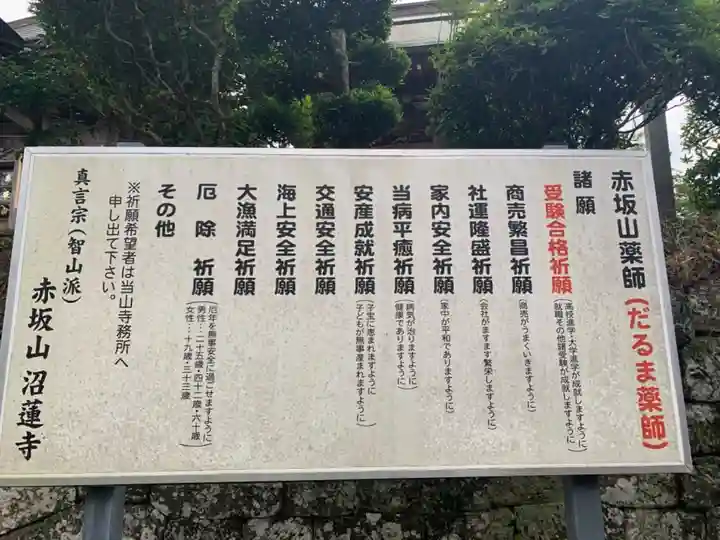 赤坂山薬師(だるま薬師)
諸願
受験合格祈願
(高校進学・大学進学が成就しますように)
(就職その他諸受験が成就しますように)
商売繁昌祈願(商売がうまくいきますように)
社運隆盛祈願(会社がますます繁栄しますように)
家内安全祈願(家中が平和でありますように)
当病平癒祈願
(病気が治りますように)
(健康でありますように)
安産成就祈願
(子宝に恵まれますように)
(子どもが無事産まれますように)
交通安全祈願
海上安全祈願
大漁満足祈願
厄除祈願
(厄年を無事安全に過ごせますように)
男性…二十五歳・四十二歳・六十歳
女性…十九歳・三十三歳)
その他
※祈願希望者は当山寺務所へ
申し出て下さい。
真言宗(智山派)
赤坂山 沼蓮寺